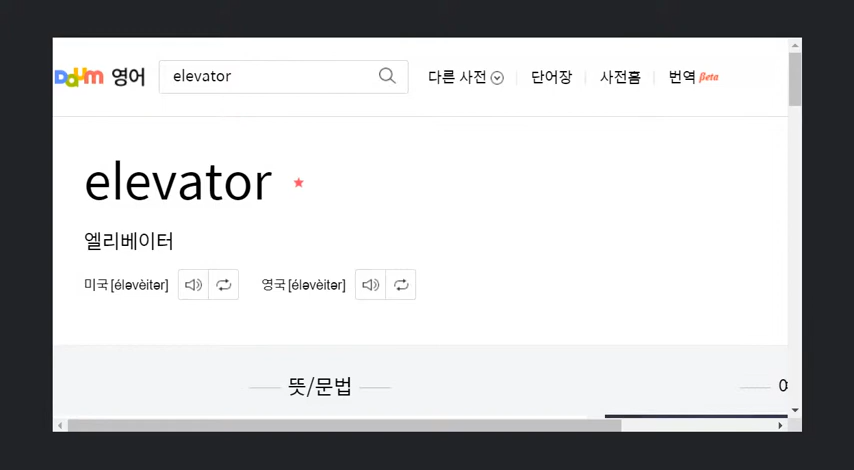 Daum 영어 elevator 다른 사전 단어장 사전홈 번역 Beta
elevator
엘리베이터
미국[éləvèitər] 영국[éləvèitər]
뜻/문법